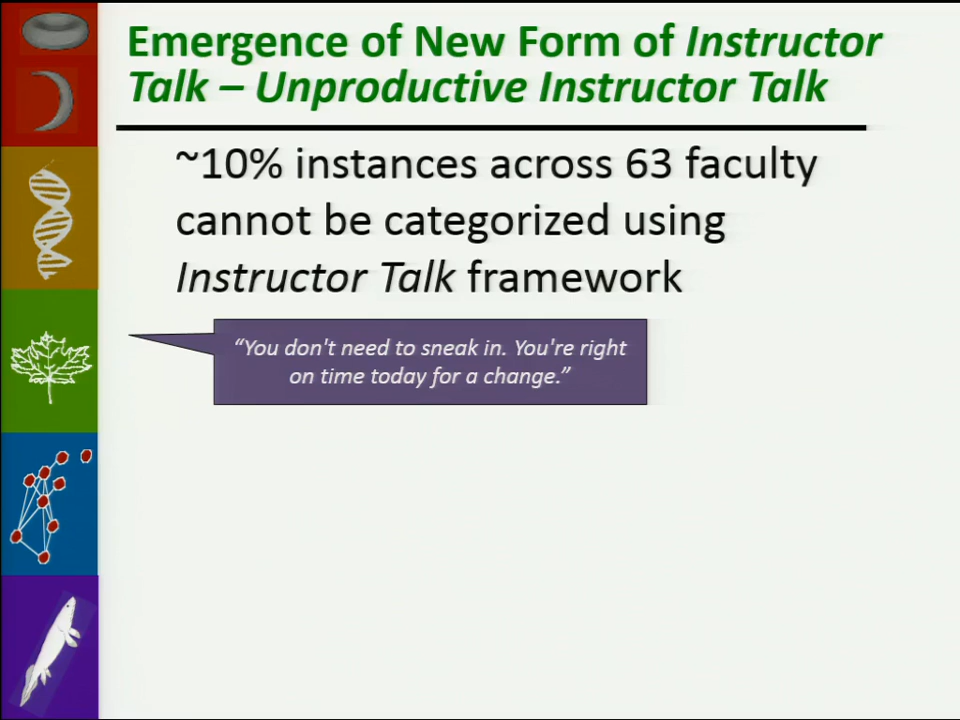 Emergence of New Form of Instructor
Talk – Unproductive Instructor Talk
~10% instances across 63 faculty
cannot be categorized using
Instructor Talk framework
“You don't need to sneak in. You're right
on time today for a change.”